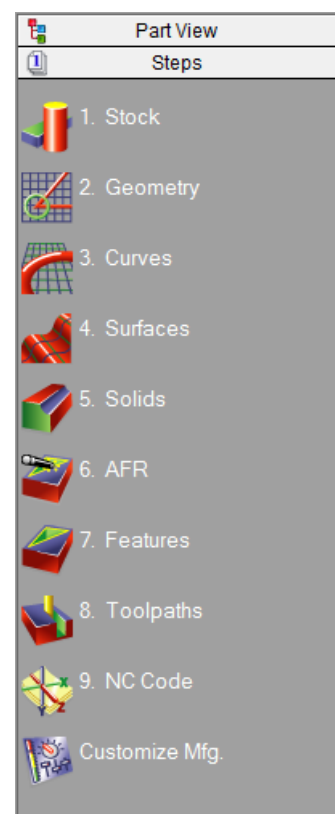 Part View
Steps
1. Stock
2. Geometry
3. Curves
4. Surfaces
5. Solids
6. AFR
7. Features
8. Toolpaths
9. NC Code
Customize Mfg.